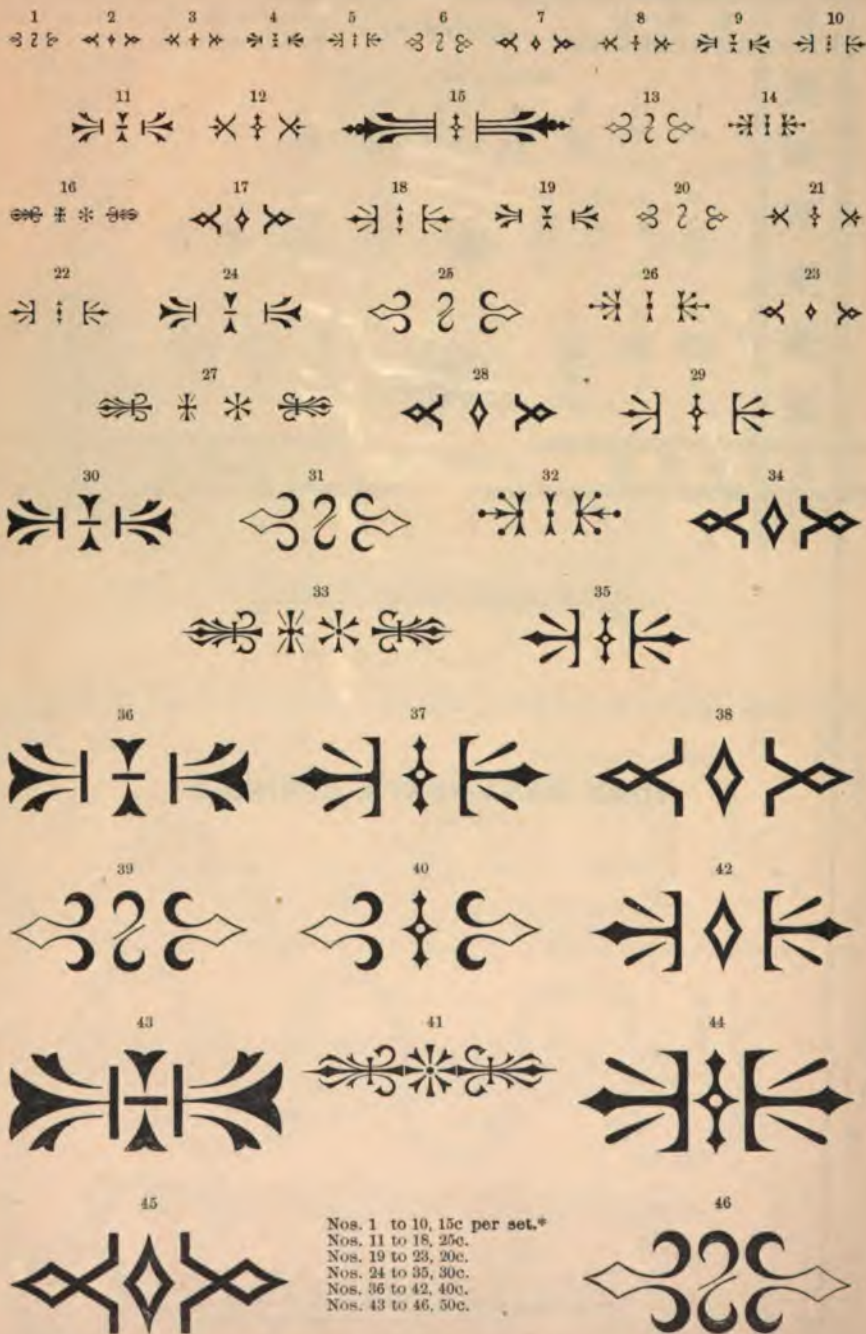 1 2 3 4 5 6 7 8 9 10
11 12 15 13 14
16 17 18 19 20 21
22 24 25 26 23
27 28 29
30 31 32 34
33 35
36 37 38
39 40 42
43 41 44
45 46
Nos. 1 to 10, 15c per set.*
Nos. 11 to 18, 25c.
Nos. 19 to 23, 20c.
Nos. 24 to 35, 30c.
Nos. 36 to 42, 40c.
Nos. 43 to 46, 50c.